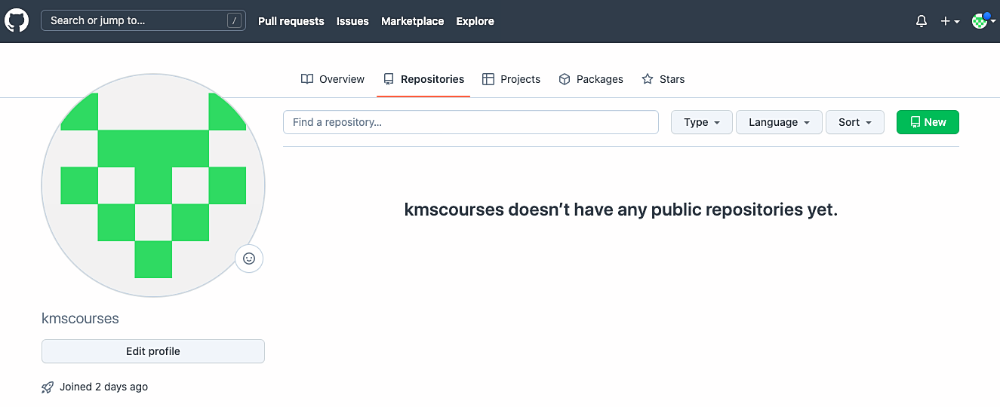 Search or jump to... /
Pull requests Issues Marketplace Explore
Overview Repositories Projects Packages Stars
Find a repository...
Type Language Sort New
kmscourses doesn’t have any public repositories yet.
kmscourses
Edit profile
Joined 2 days ago